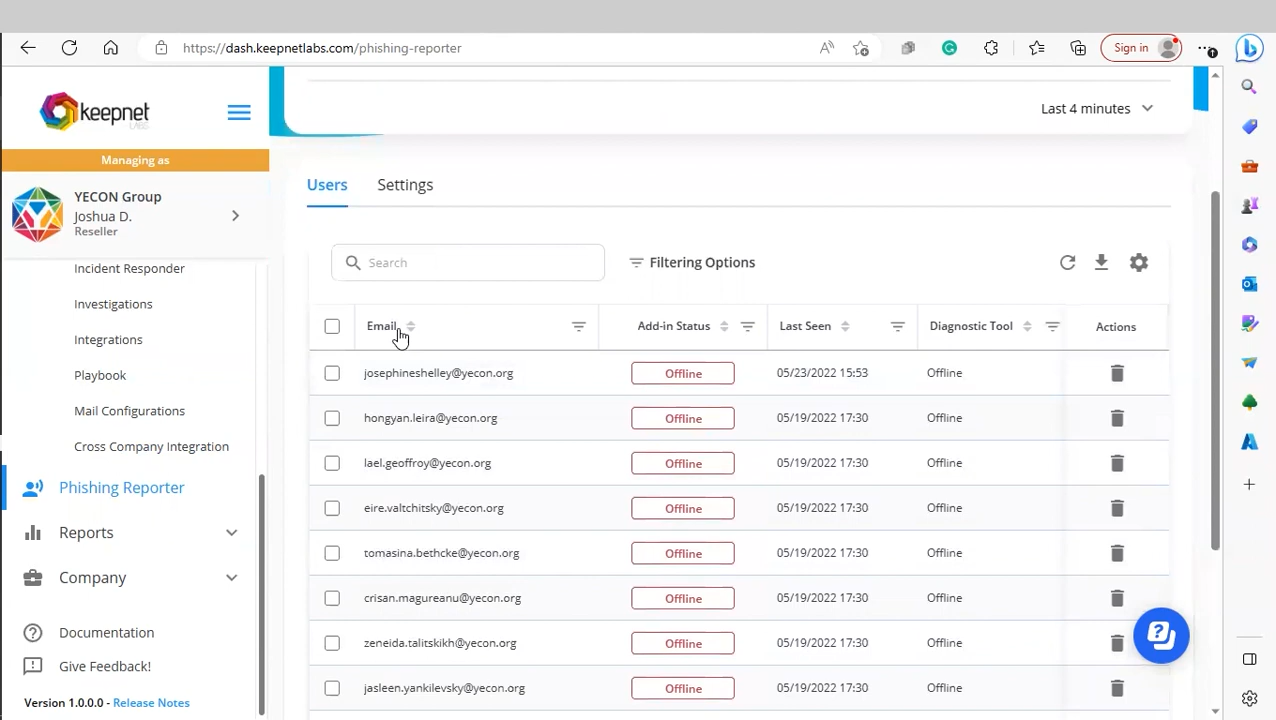 https://dash.keepnetlabs.com/phishing-reporter
Sign in
keepnet
LABS
Last 4 minutes
Managing as
YECON Group
Joshua D.
Reseller
Users
Settings
Incident Responder
Search
Filtering Options
Investigations
Integrations
Email
Add-in Status
Last Seen
Diagnostic Tool
Actions
Playbook
josephineshelley@yecon.org
Offline
05/23/2022 15:53
Offline
Mail Configurations
hongyan.leira@yecon.org
Offline
05/19/2022 17:30
Offline
Cross Company Integration
lael.geoffroy@yecon.org
Offline
05/19/2022 17:30
Offline
Phishing Reporter
eire.valtchitsky@yecon.org
Offline
05/19/2022 17:30
Offline
Reports
tomasina.bethcke@yecon.org
Offline
05/19/2022 17:30
Offline
Company
crisan.magureanu@yecon.org
Offline
05/19/2022 17:30
Offline
Documentation
zeneida.talitskikh@yecon.org
Offline
05/19/2022 17:30
Offline
Give Feedback!
jasleen.yankilevsky@yecon.org
Offline
05/19/2022 17:30
Offline
Version 1.0.0.0 - Release Notes